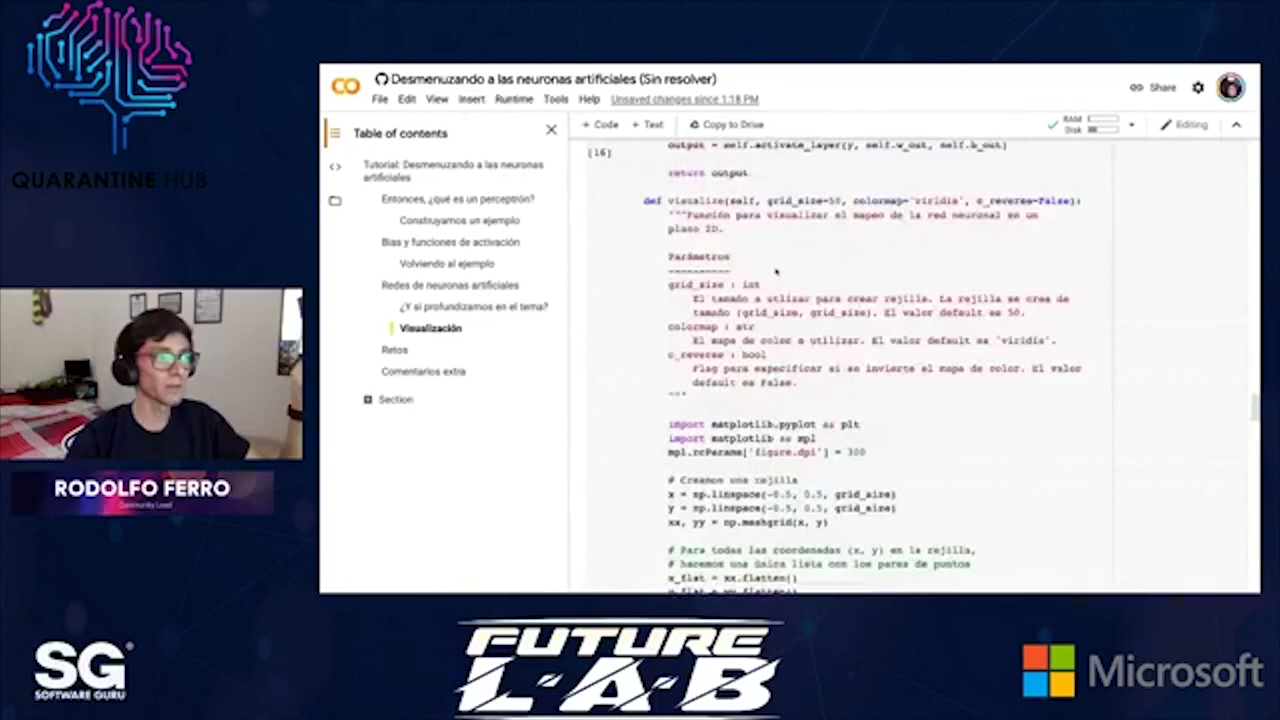 QUARANTINE HUB
RODOLFO FERRO
Community Lead
SG
SOFTWARE GURU
FUTURE
L·A·B
Microsoft
Desmenuzando a las neuronas artificiales (Sin resolver)
File Edit View Insert Runtime Tools Help Unsaved changes since 1:18 PM
Share
Table of contents
+ Code + Text Copy to Drive
RAM
Disk
Editing
Tutorial: Desmenuzando a las neuronas
artificiales
Entonces, ¿qué es un perceptrón?
Construyamos un ejemplo
Bias y funciones de activación
Volviendo al ejemplo
Redes de neuronas artificiales
¿Y si profundizamos en el tema?
Visualización
Retos
Comentarios extra
Section
[16]
output = self.activate_layer(y, self.w_out, self.b_out)
return output
def visualize(self, grid_size=50, colormap='viridis', c_reverse=False):
"""Función para visualizar el mapeo de la red neuronal en un
plano 2D.
Parámetros
----------
grid_size : int
El tamaño a utlizar para crear rejilla. La rejilla se crea de
tamaño (grid_size, grid_size). El valor default es 50.
colormap : str
El mapa de color a utilizar. El valor default es 'viridis'.
c_reverse : bool
Flag para expecificar si se invierte el mapa de color. El valor
default es False.
"""
import matplotlib.pyplot as plt
import matplotlib as mpl
mpl.rcParams['figure.dpi'] = 300
# Creamos una rejilla
x = np.linspace(-0.5, 0.5, grid_size)
y = np.linspace(-0.5, 0.5, grid_size)
xx, yy = np.meshgrid(x, y)
# Para todas las coordenadas (x, y) en la rejilla,
# hacemos una única lista con los pares de puntos
x_flat = xx.flatten()